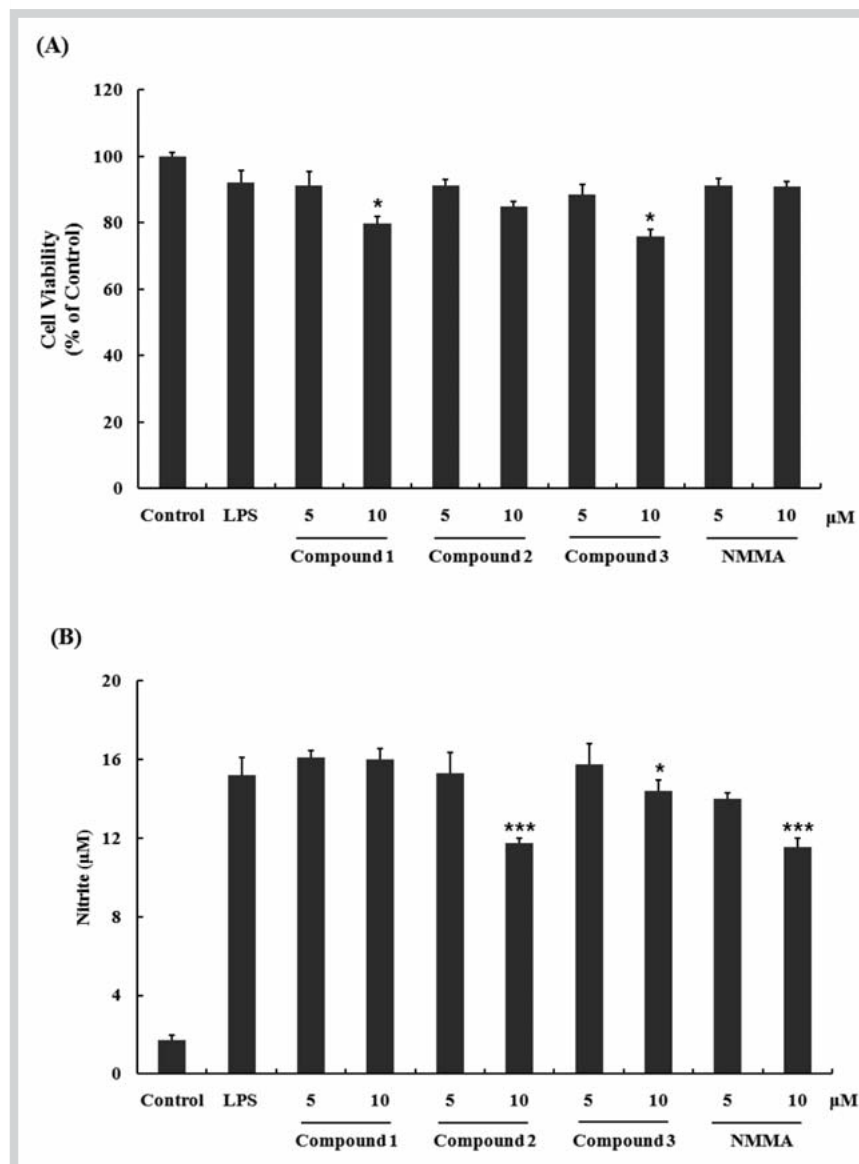 (A)
120
100
80
60
40
20
0
Cell Viability
(% of Control)
*
*
Control LPS 5 10 5 10 5 10 5 10 μM
Compound 1 Compound 2 Compound 3 NMMA
(B)
20
16
12
8
4
0
Nitrite (μM)
***
*
***
Control LPS 5 10 5 10 5 10 5 10 μM
Compound 1 Compound 2 Compound 3 NMMA